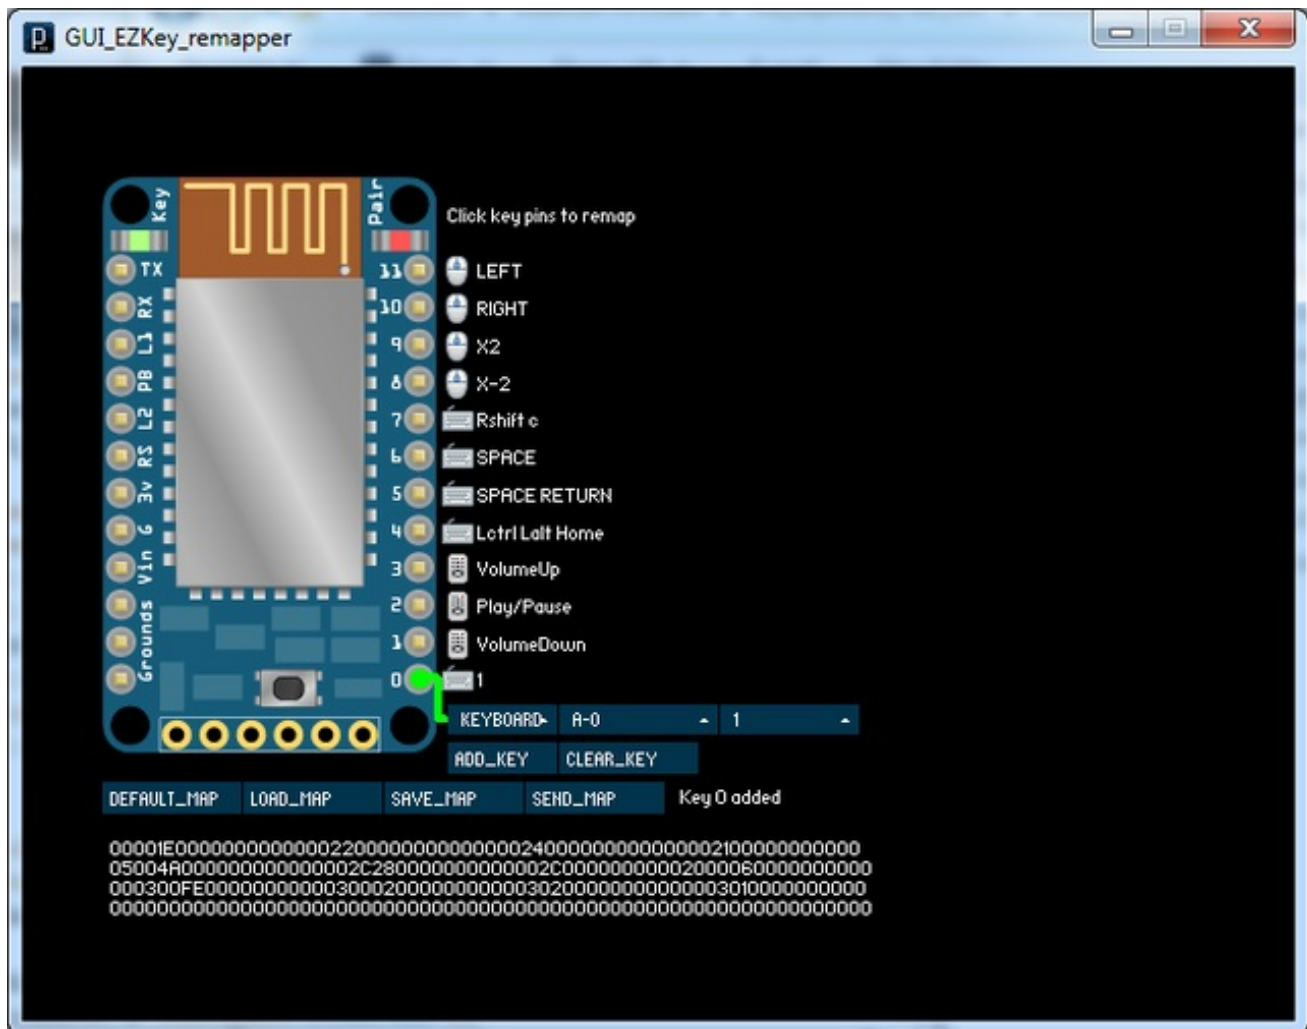 GUI_EZKey_remapper
Click key pins to remap
Key
Pair
TX
11 LEFT
RX
10 RIGHT
L1
9 X2
PB
8 X-2
L2
7 Rshift c
RS
6 SPACE
3v
5 SPACE RETURN
G
4 Lctrl Lalt Home
Vin
3 VolumeUp
Grounds
2 Play/Pause
1 VolumeDown
0 1
KEYBOARD A-0 1
ADD_KEY CLEAR_KEY
DEFAULT_MAP LOAD_MAP SAVE_MAP SEND_MAP Key 0 added
00001E0000000000000022000000000000002400000000000000210000000000
05004A000000000000002C280000000000002C00000000002000060000000000
000300FE00000000000300020000000000030200000000000003010000000000
0000000000000000000000000000000000000000000000000000000000000000